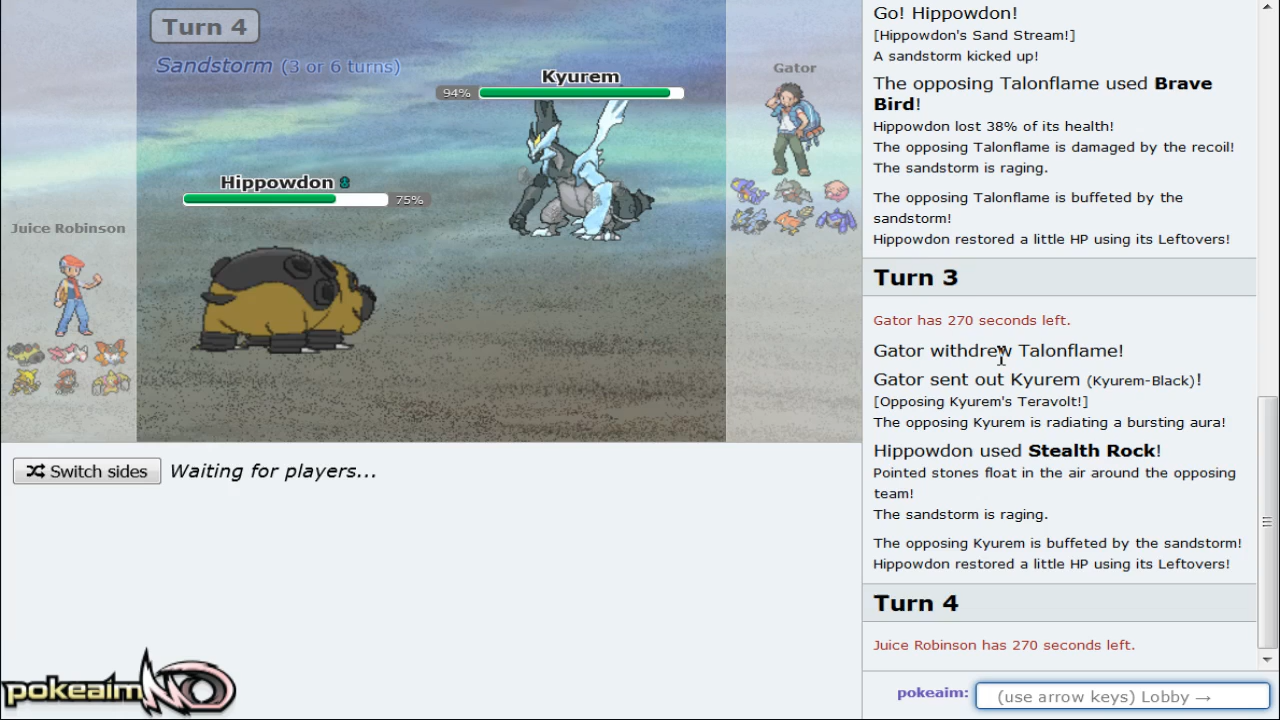 Turn 4
Sandstorm (3 or 6 turns)
Kyurem
94%
Hippowdon
75%
Juice Robinson
Gator
Switch sides
Waiting for players...
pokeaimMD
Go! Hippowdon!
[Hippowdon's Sand Stream!]
A sandstorm kicked up!
The opposing Talonflame used Brave
Bird!
Hippowdon lost 38% of its health!
The opposing Talonflame is damaged by the recoil!
The sandstorm is raging.
The opposing Talonflame is buffeted by the
sandstorm!
Hippowdon restored a little HP using its Leftovers!
Turn 3
Gator has 270 seconds left.
Gator withdrew Talonflame!
Gator sent out Kyurem (Kyurem-Black)!
[Opposing Kyurem's Teravolt!]
The opposing Kyurem is radiating a bursting aura!
Hippowdon used Stealth Rock!
Pointed stones float in the air around the opposing
team!
The sandstorm is raging.
The opposing Kyurem is buffeted by the sandstorm!
Hippowdon restored a little HP using its Leftovers!
Turn 4
Juice Robinson has 270 seconds left.
pokeaim: (use arrow keys) Lobby →